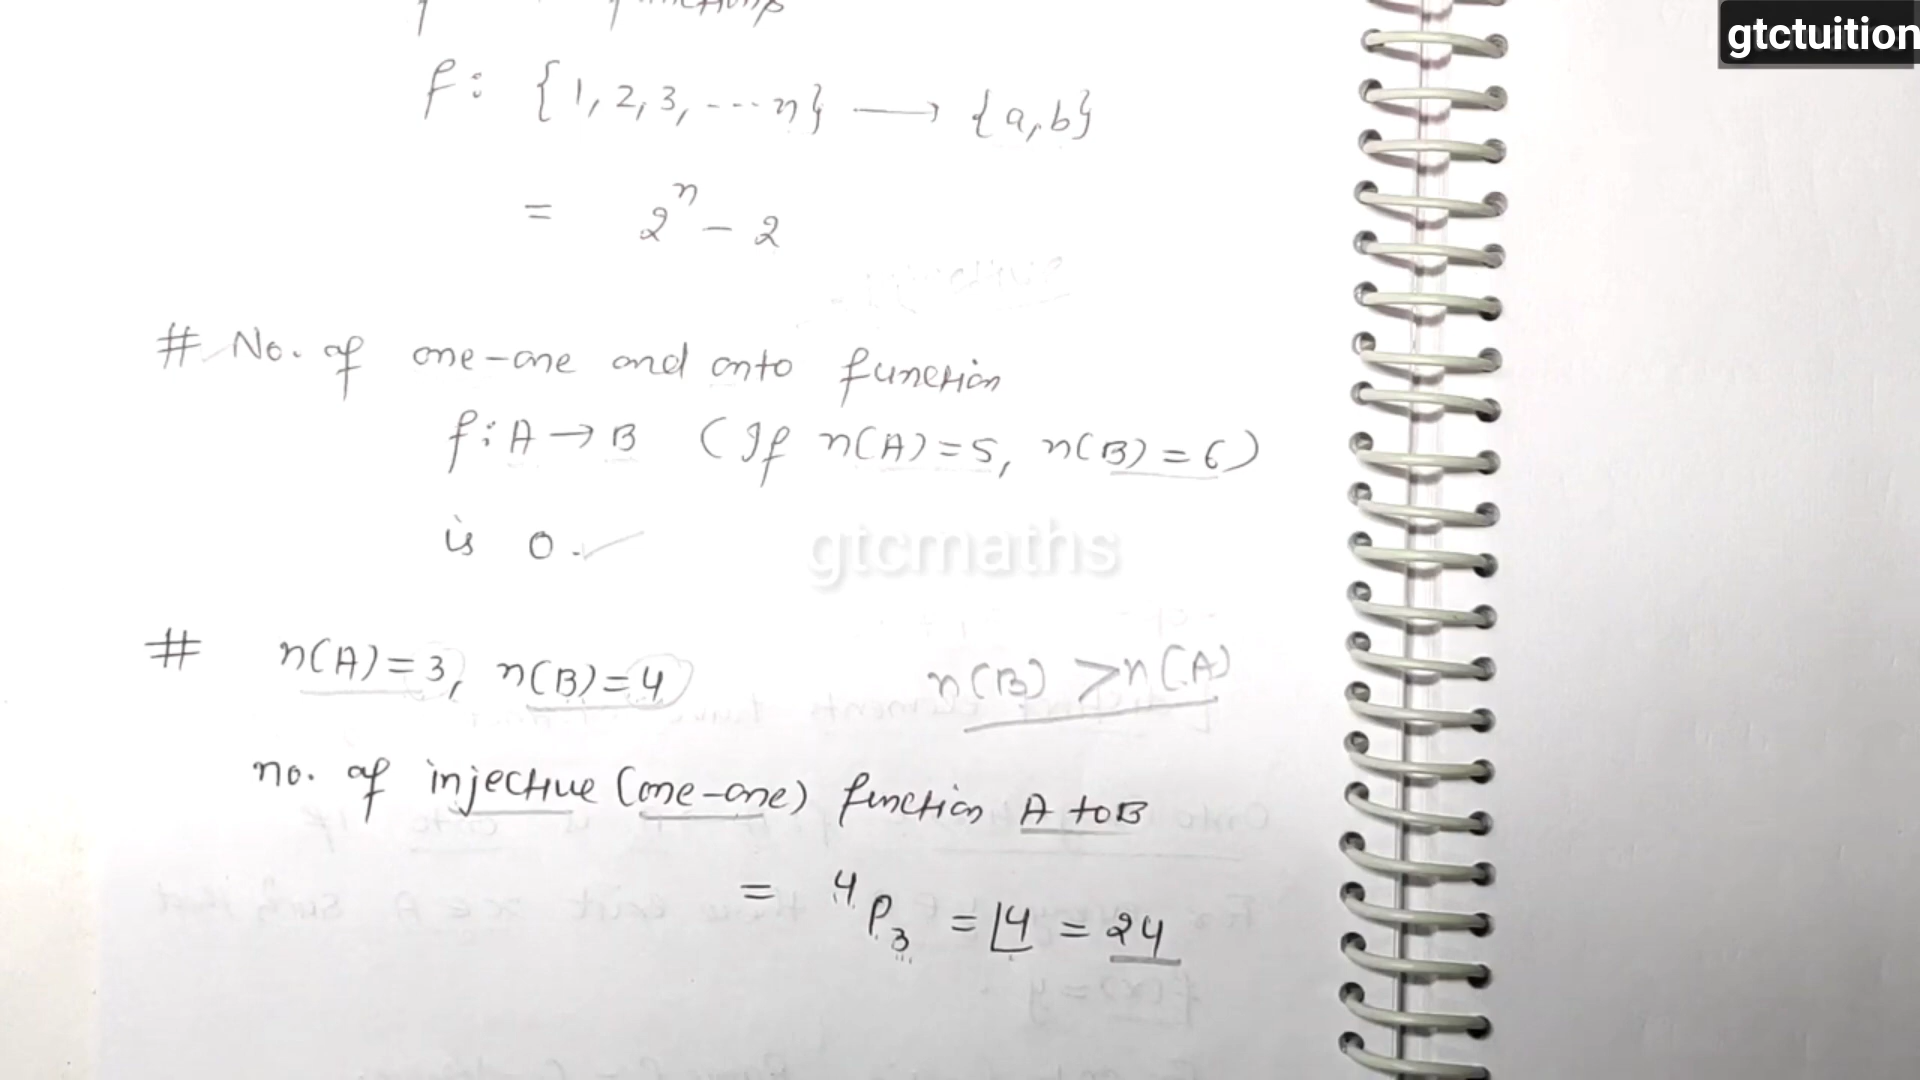 gtctuition
functions
f: {1, 2, 3, ---- n} → {a, b}
= 2ⁿ - 2
# No. of one-one and onto function
f: A → B (If n(A) = 5, n(B) = 6)
is 0. ✓
gtcmaths
# n(A) = 3, n(B) = 4 n(B) > n(A)
no. of injective (one-one) function A to B
= ⁴P₃ = ⌊4 = 24